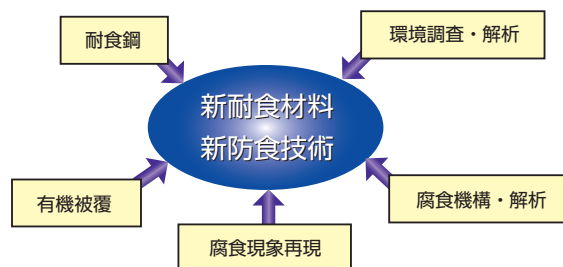 耐食鋼
環境調査・解析
新耐食材料
新防食技術
有機被覆
腐食機構・解析
腐食現象再現